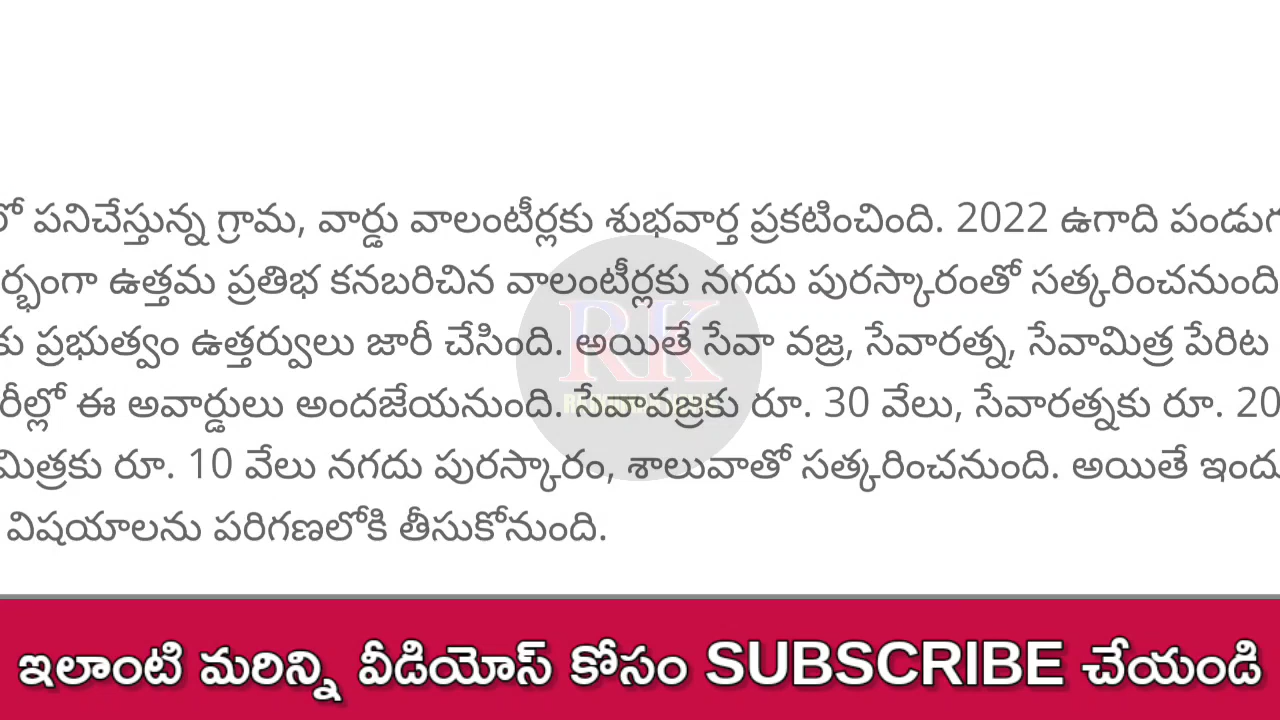 లో పనిచేస్తున్న గ్రామ, వార్డు వాలంటీర్లకు శుభవార్త ప్రకటించింది. 2022 ఉగాది పండుగ
ర్భంగా ఉత్తమ ప్రతిభ కనబరిచిన వాలంటీర్లకు నగదు పురస్కారంతో సత్కరించనుంది
కు ప్రభుత్వం ఉత్తర్వులు జారీ చేసింది. అయితే సేవా వజ్ర, సేవారత్న, సేవామిత్ర పేరిట
రీల్లో ఈ అవార్డులు అందజేయనుంది. సేవావజ్రకు రూ. 30 వేలు, సేవారత్నకు రూ. 20
మిత్రకు రూ. 10 వేలు నగదు పురస్కారం, శాలువాతో సత్కరించనుంది. అయితే ఇందు
విషయాలను పరిగణలోకి తీసుకోనుంది.
RK
ఇలాంటి మరిన్ని వీడియోస్ కోసం SUBSCRIBE చేయండి